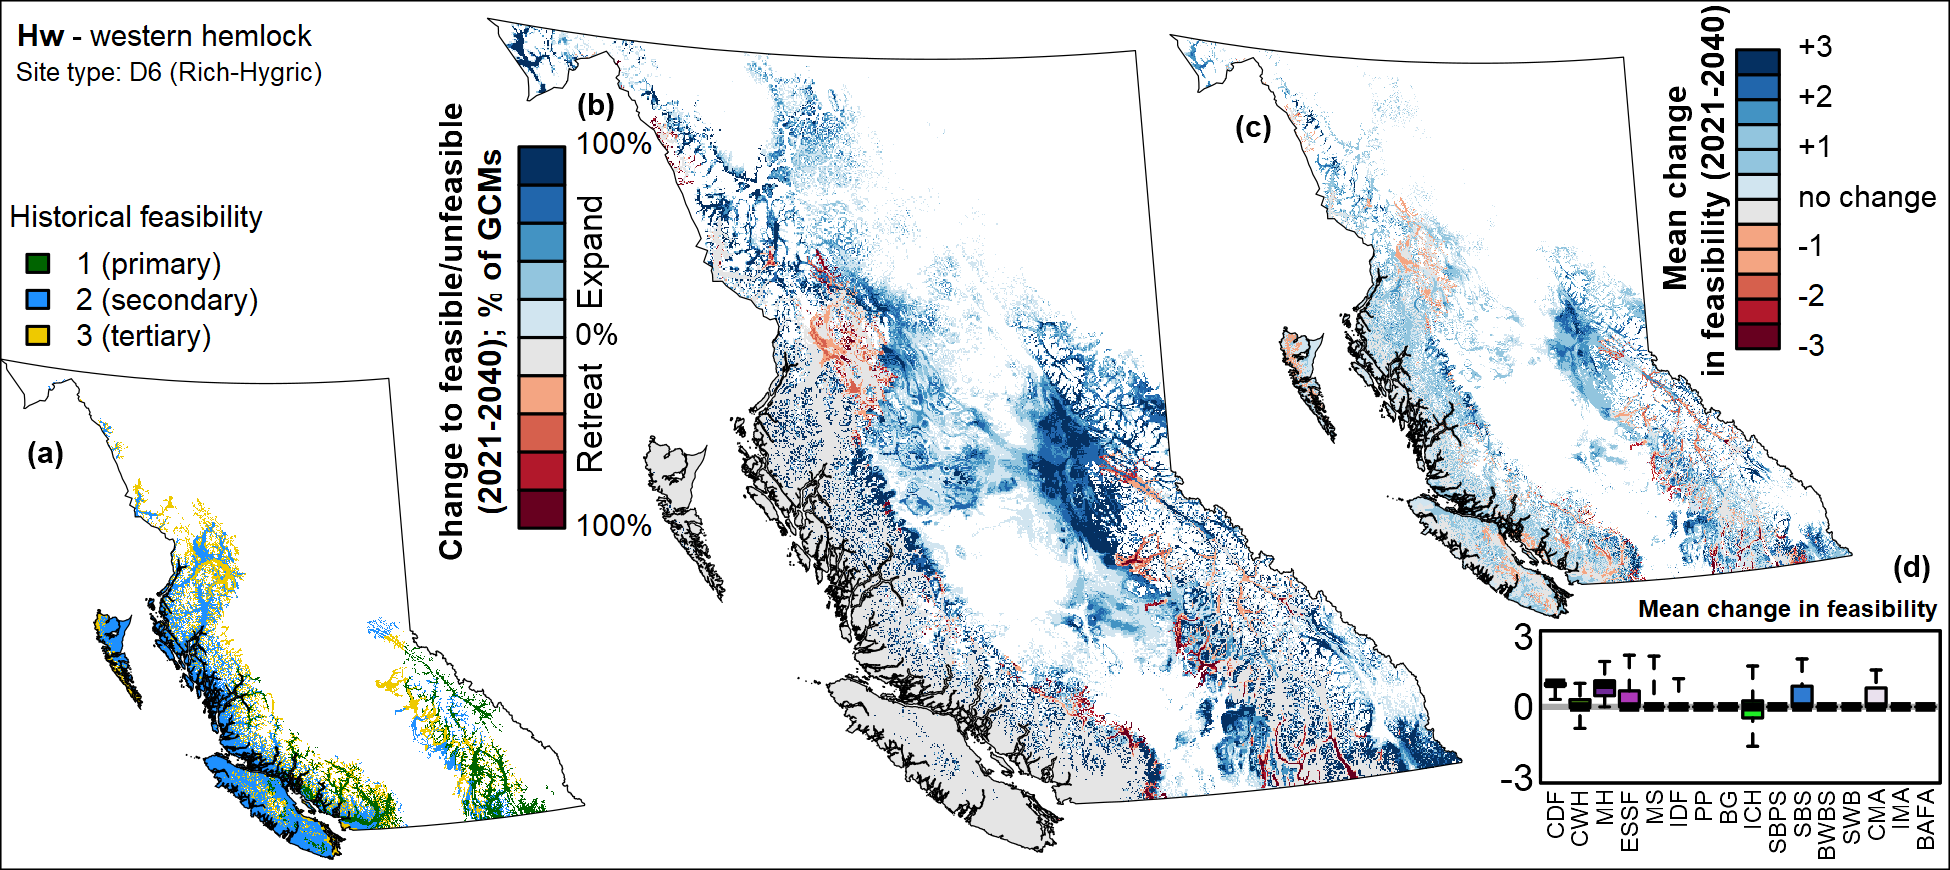 Hw - western hemlock
Site type: D6 (Rich-Hygric)
Historical feasibility
1 (primary)
2 (secondary)
3 (tertiary)
(a)
(b)
Change to feasible/unfeasible
(2021-2040); % of GCMs
100%
Expand
0%
Retreat
100%
(c)
Mean change
in feasibility (2021-2040)
+3
+2
+1
no change
-1
-2
-3
(d)
Mean change in feasibility
3
0
-3
CDF
CWH
MH
ESSF
MS
IDF
PP
BG
ICH
SBPS
SBS
BWBS
SWB
CMA
IMA
BAFA